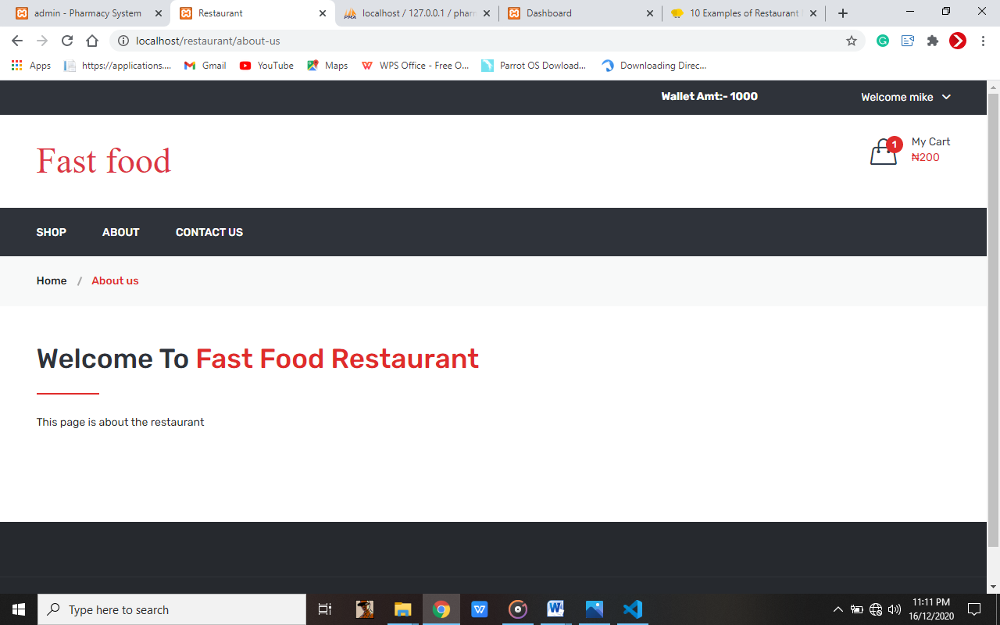 admin - Pharmacy System
Restaurant
localhost / 127.0.0.1 / pharm
Dashboard
10 Examples of Restaurant
localhost/restaurant/about-us
Apps
https://applications....
Gmail
YouTube
Maps
WPS Office - Free O...
Parrot OS Dowload...
Downloading Direc...
Wallet Amt:- 1000
Welcome mike
Fast food
1
My Cart
₦200
SHOP
ABOUT
CONTACT US
Home / About us
Welcome To Fast Food Restaurant
This page is about the restaurant
Type here to search
11:11 PM
16/12/2020